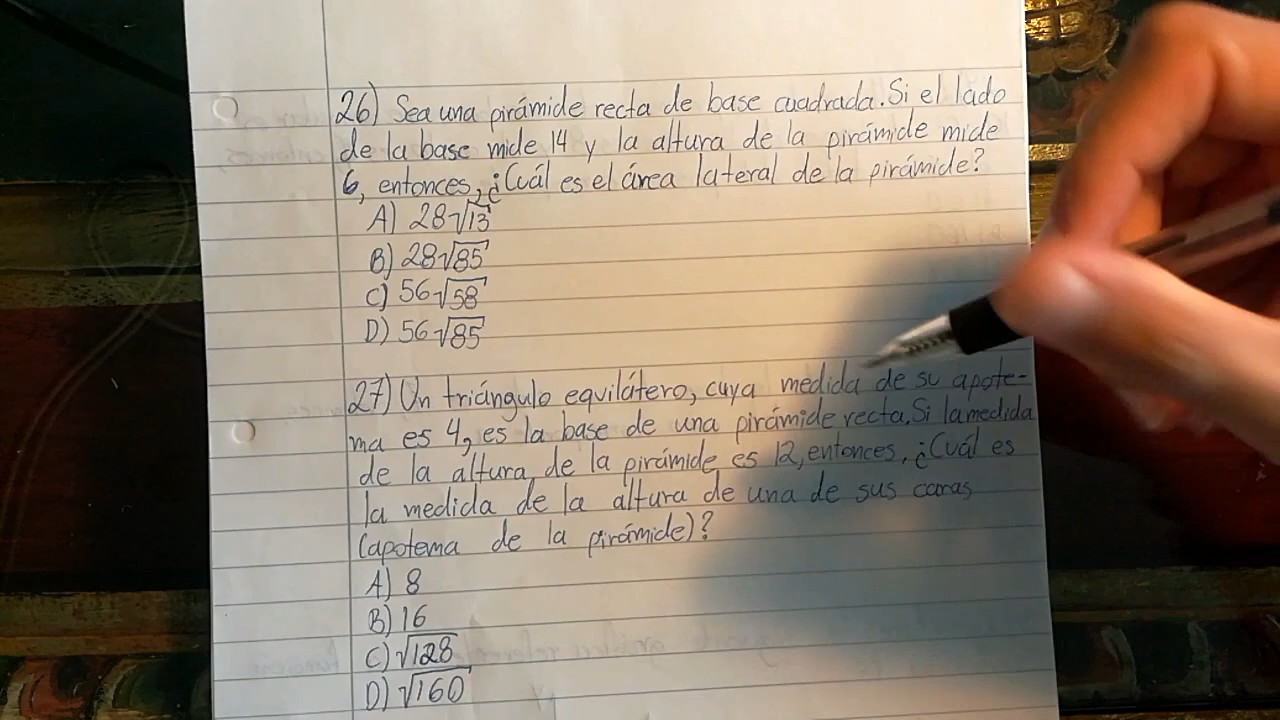 26) Sea una pirámide recta de base cuadrada. Si el lado
de la base mide 14 y la altura de la pirámide mide
6, entonces, ¿Cuál es el área lateral de la pirámide?
A) 28√13
B) 28√85
C) 56√58
D) 56√85
27) Un triángulo equilátero, cuya medida de su apote-
ma es 4, es la base de una pirámide recta. Si la medida
de la altura de la pirámide es 12, entonces, ¿Cuál es
la medida de la altura de una de sus caras
(apotema de la pirámide)?
A) 8
B) 16
C) √128
D) √160